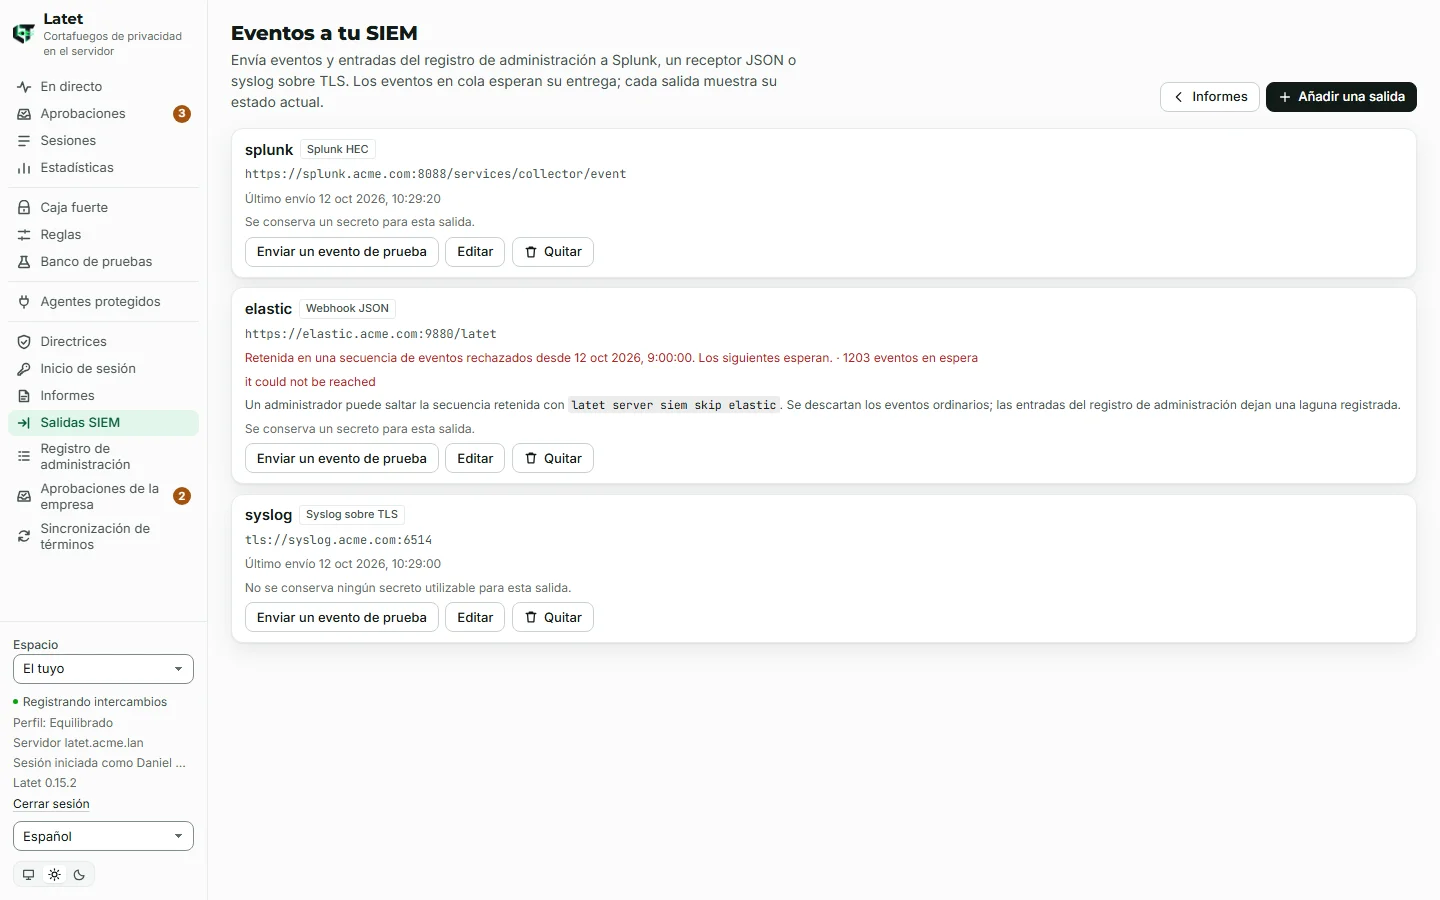 Latet
Cortafuegos de privacidad
en el servidor
En directo
Aprobaciones
3
Sesiones
Estadísticas
Caja fuerte
Reglas
Banco de pruebas
Agentes protegidos
Directrices
Inicio de sesión
Informes
Salidas SIEM
Registro de
administración
Aprobaciones de la
empresa
2
Sincronización de
términos
Espacio
El tuyo
Registrando intercambios
Perfil: Equilibrado
Servidor latet.acme.lan
Sesión iniciada como Daniel ...
Latet 0.15.2
Cerrar sesión
Español
Eventos a tu SIEM
Envía eventos y entradas del registro de administración a Splunk, un receptor JSON o
syslog sobre TLS. Los eventos en cola esperan su entrega; cada salida muestra su
estado actual.
Informes
Añadir una salida
splunk Splunk HEC
https://splunk.acme.com:8088/services/collector/event
Último envío 12 oct 2026, 10:29:20
Se conserva un secreto para esta salida.
Enviar un evento de prueba Editar Quitar
elastic Webhook JSON
https://elastic.acme.com:9880/latet
Retenida en una secuencia de eventos rechazados desde 12 oct 2026, 9:00:00. Los siguientes esperan. · 1203 eventos en espera
it could not be reached
Un administrador puede saltar la secuencia retenida con latet server siem skip elastic. Se descartan los eventos ordinarios; las entradas del registro de administración dejan una laguna registrada.
Se conserva un secreto para esta salida.
Enviar un evento de prueba Editar Quitar
syslog Syslog sobre TLS
tls://syslog.acme.com:6514
Último envío 12 oct 2026, 10:29:00
No se conserva ningún secreto utilizable para esta salida.
Enviar un evento de prueba Editar Quitar